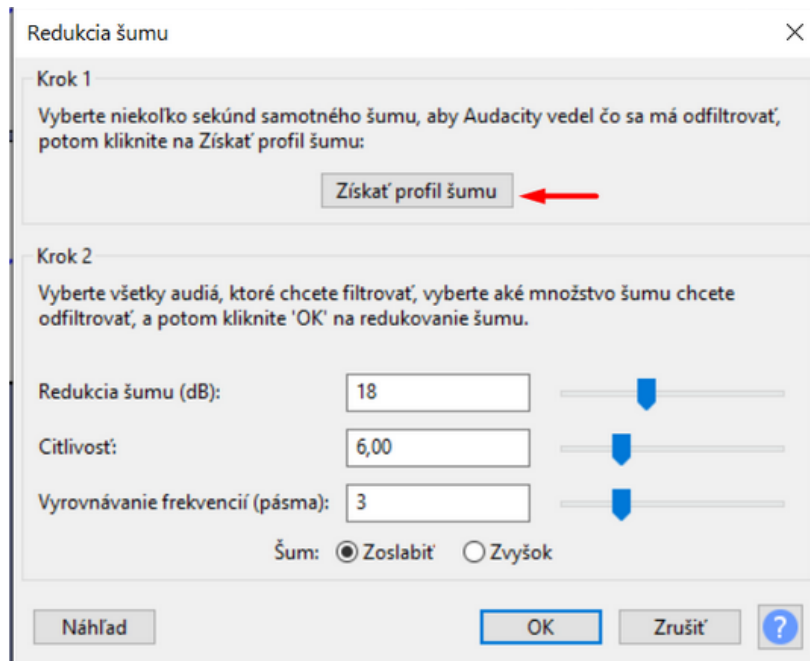 Redukcia šumu
Krok 1
Vyberte niekoľko sekúnd samotného šumu, aby Audacity vedel čo sa má odfiltrovať,
potom kliknite na Získať profil šumu:
Získať profil šumu
Krok 2
Vyberte všetky audiá, ktoré chcete filtrovať, vyberte aké množstvo šumu chcete
odfiltrovať, a potom kliknite 'OK' na redukovanie šumu.
Redukcia šumu (dB): 18
Citlivosť: 6,00
Vyrovnávanie frekvencií (pásma): 3
Šum: Zoslabiť Zvyšok
Náhľad OK Zrušiť ?